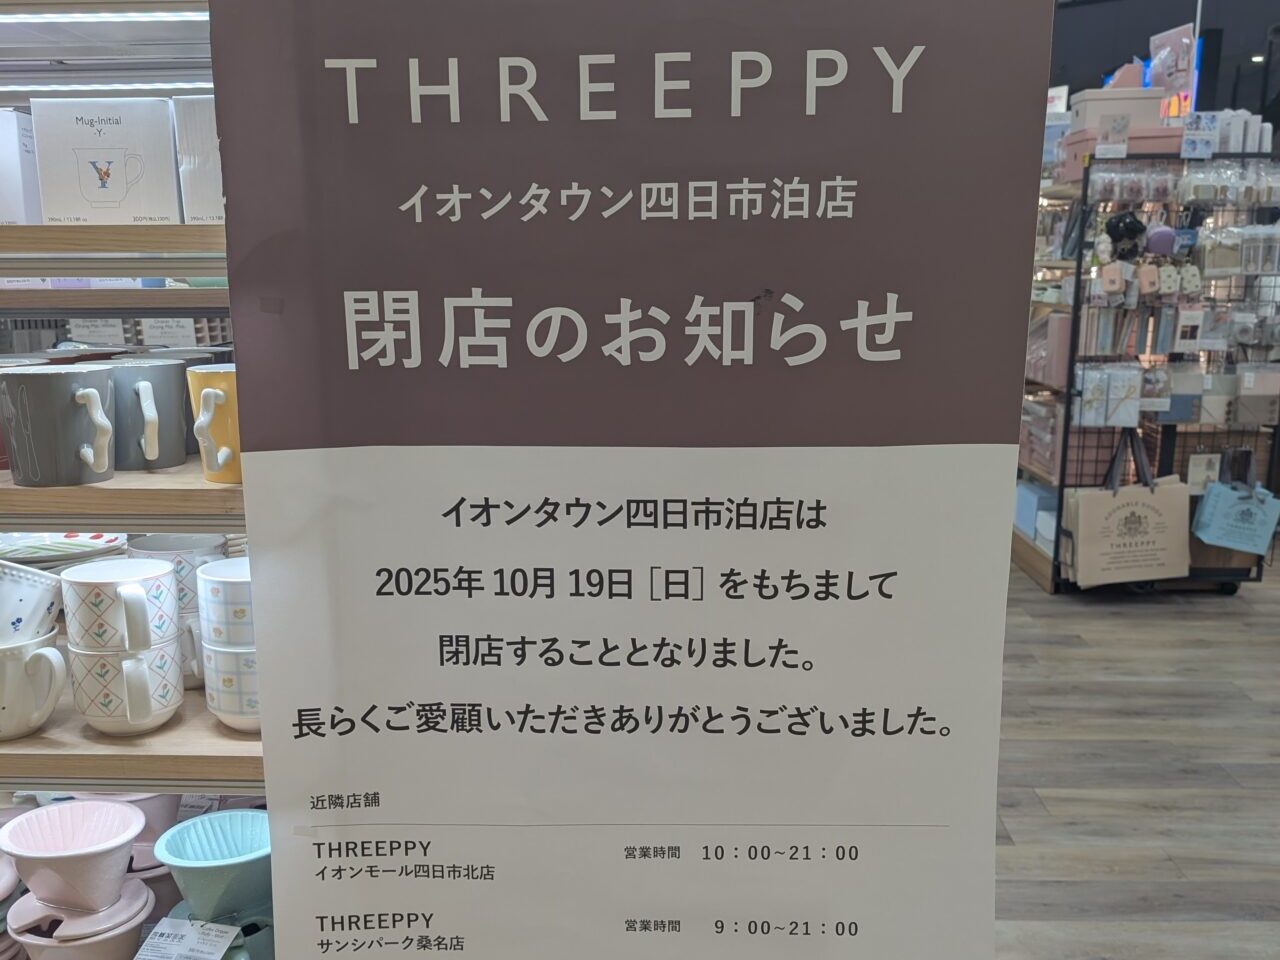 THREEPPY
イオンタウン四日市泊店
閉店のお知らせ
イオンタウン四日市泊店は
2025年 10月 19日 [日] をもちまして
閉店することとなりました。
長らくご愛顧いただきありがとうございました。
近隣店舗
THREEPPY
イオンモール四日市北店
営業時間 10：00~21：00
THREEPPY
サンシパーク桑名店
営業時間 9：00~21：00
Mug-Initial
-Y-
Y
THREEPPY